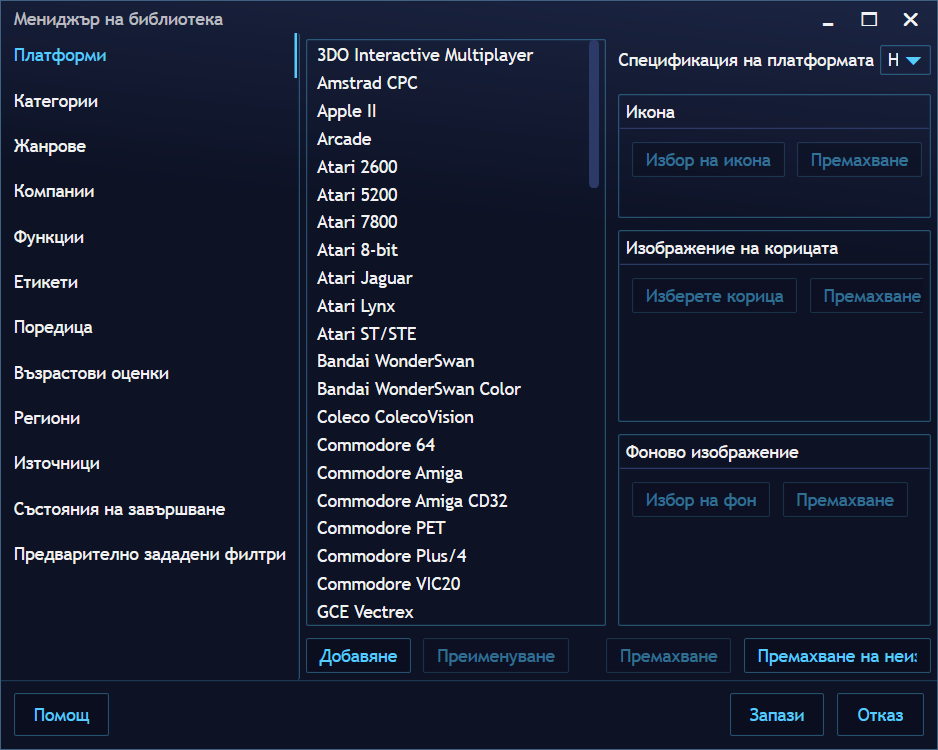 Мениджър на библиотека
Платформи
Категории
Жанрове
Компании
Функции
Етикети
Поредица
Възрастови оценки
Региони
Източници
Състояния на завършване
Предварително зададени филтри
3DO Interactive Multiplayer
Amstrad CPC
Apple II
Arcade
Atari 2600
Atari 5200
Atari 7800
Atari 8-bit
Atari Jaguar
Atari Lynx
Atari ST/STE
Bandai WonderSwan
Bandai WonderSwan Color
Coleco ColecoVision
Commodore 64
Commodore Amiga
Commodore Amiga CD32
Commodore PET
Commodore Plus/4
Commodore VIC20
GCE Vectrex
Добавяне Преименуване Премахване Премахване на
Спецификация на платформата Н
Икона
Избор на икона Премахване
Изображение на корицата
Изберете корица Премахване
Фоново изображение
Избор на фон Премахване
Помощ Запази Отказ